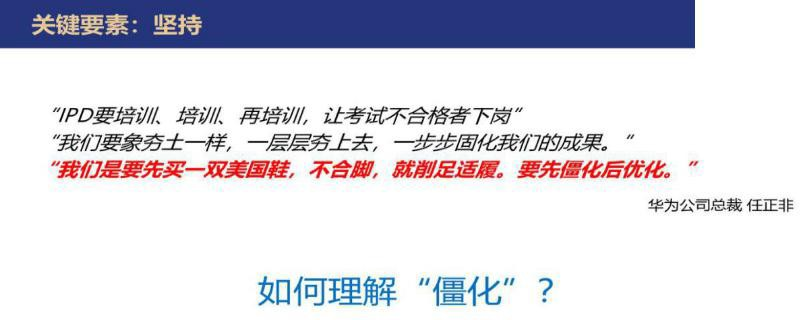 关键要素：坚持
“IPD要培训、培训、再培训，让考试不合格者下岗”
“我们要象夯土一样，一层层夯上去，一步步固化我们的成果。“
“我们是要先买一双美国鞋，不合脚，就削足适履。要先僵化后优化。”
华为公司总裁 任正非
如何理解“僵化”？